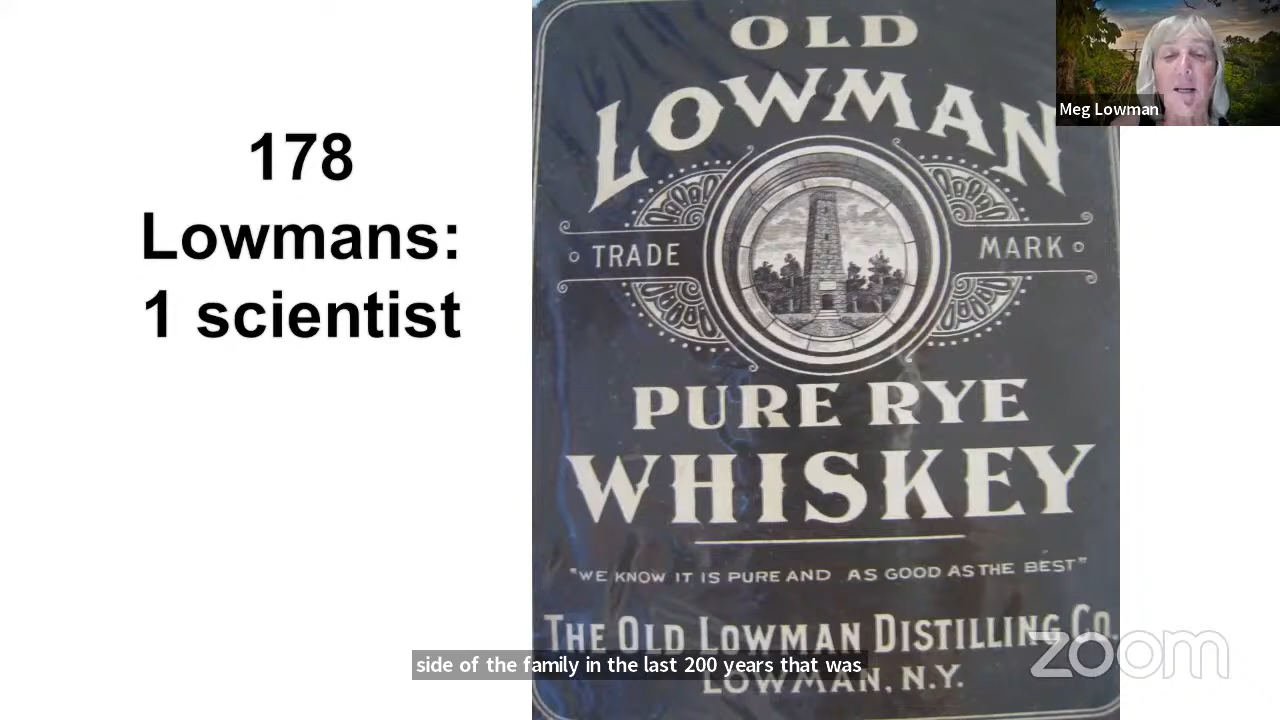 178
Lowmans:
1 scientist
OLD
LOWMAN
TRADE MARK
PURE RYE
WHISKEY
"WE KNOW IT IS PURE AND AS GOOD AS THE BEST"
THE OLD LOWMAN DISTILLING CO.
LOWMAN, N.Y.
Meg Lowman
side of the family in the last 200 years that was
zoom